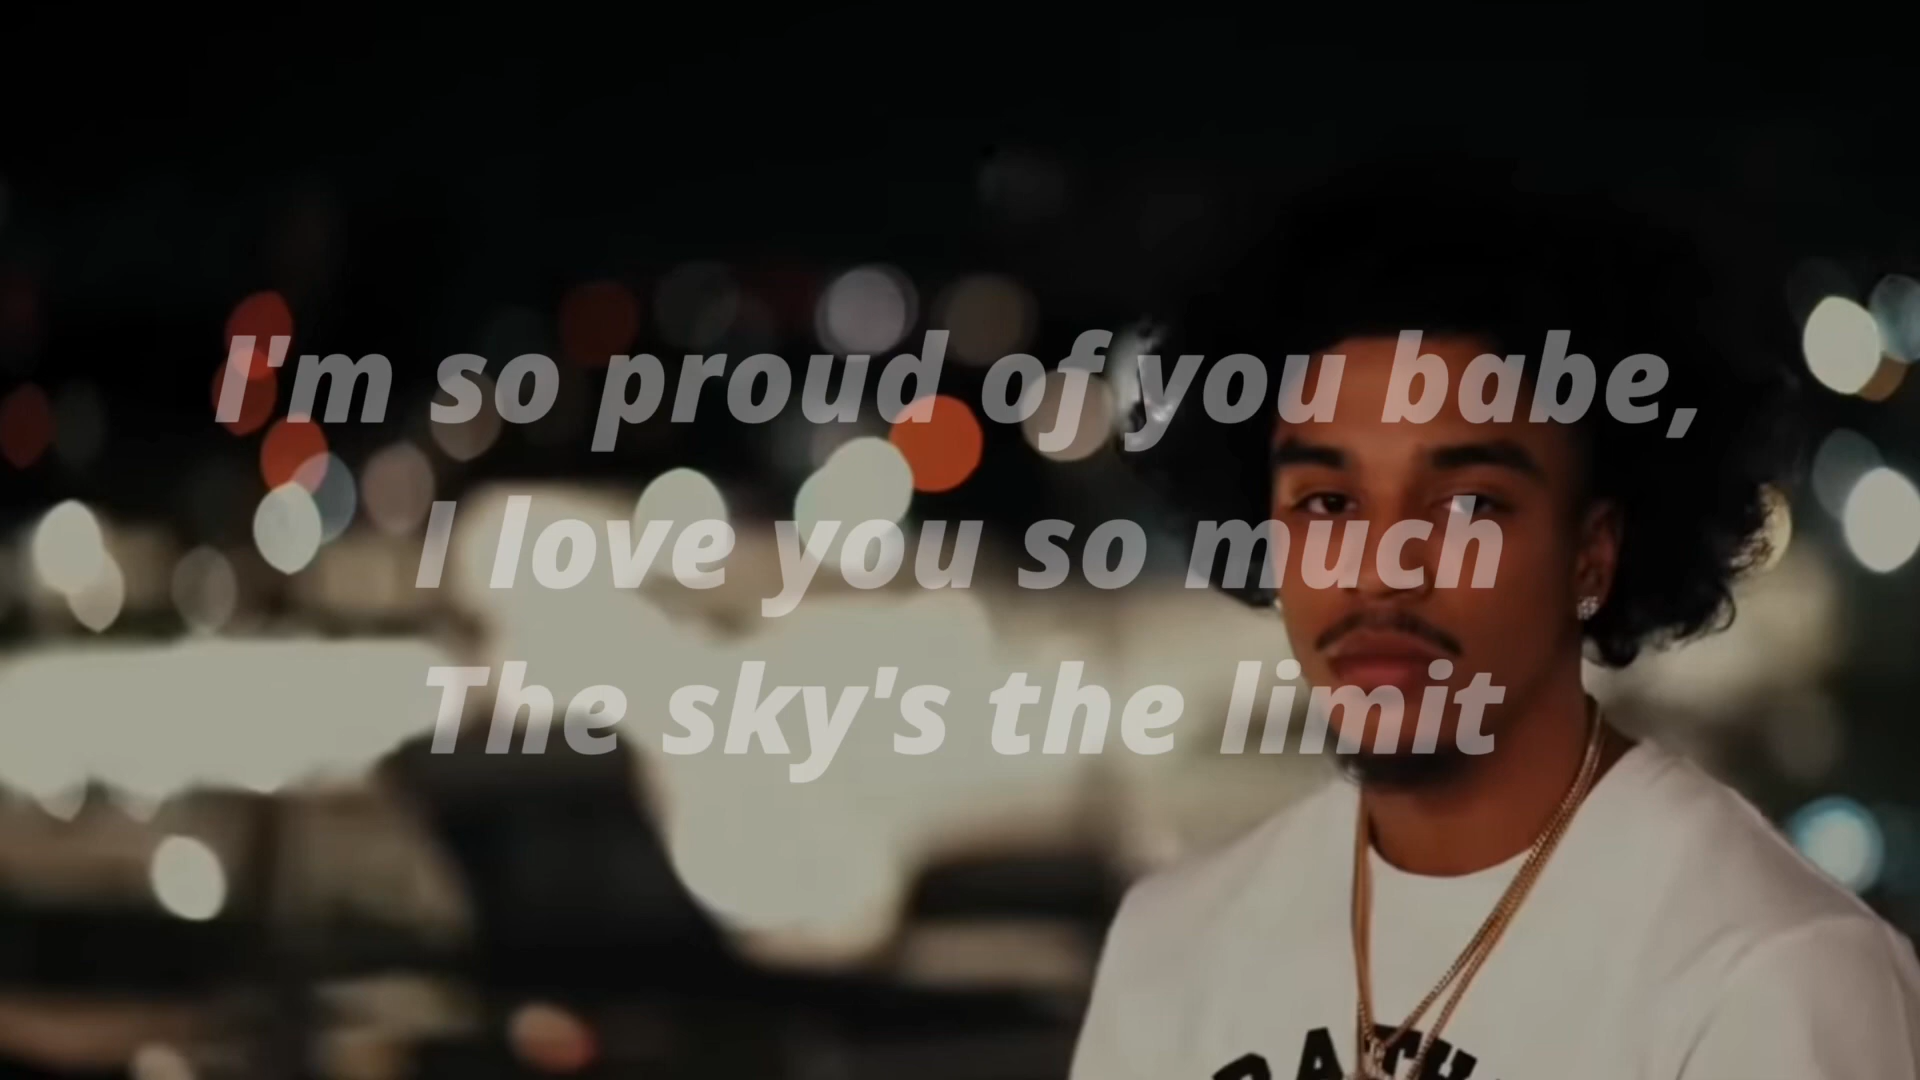 I'm so proud of you babe,
I love you so much
The sky's the limit